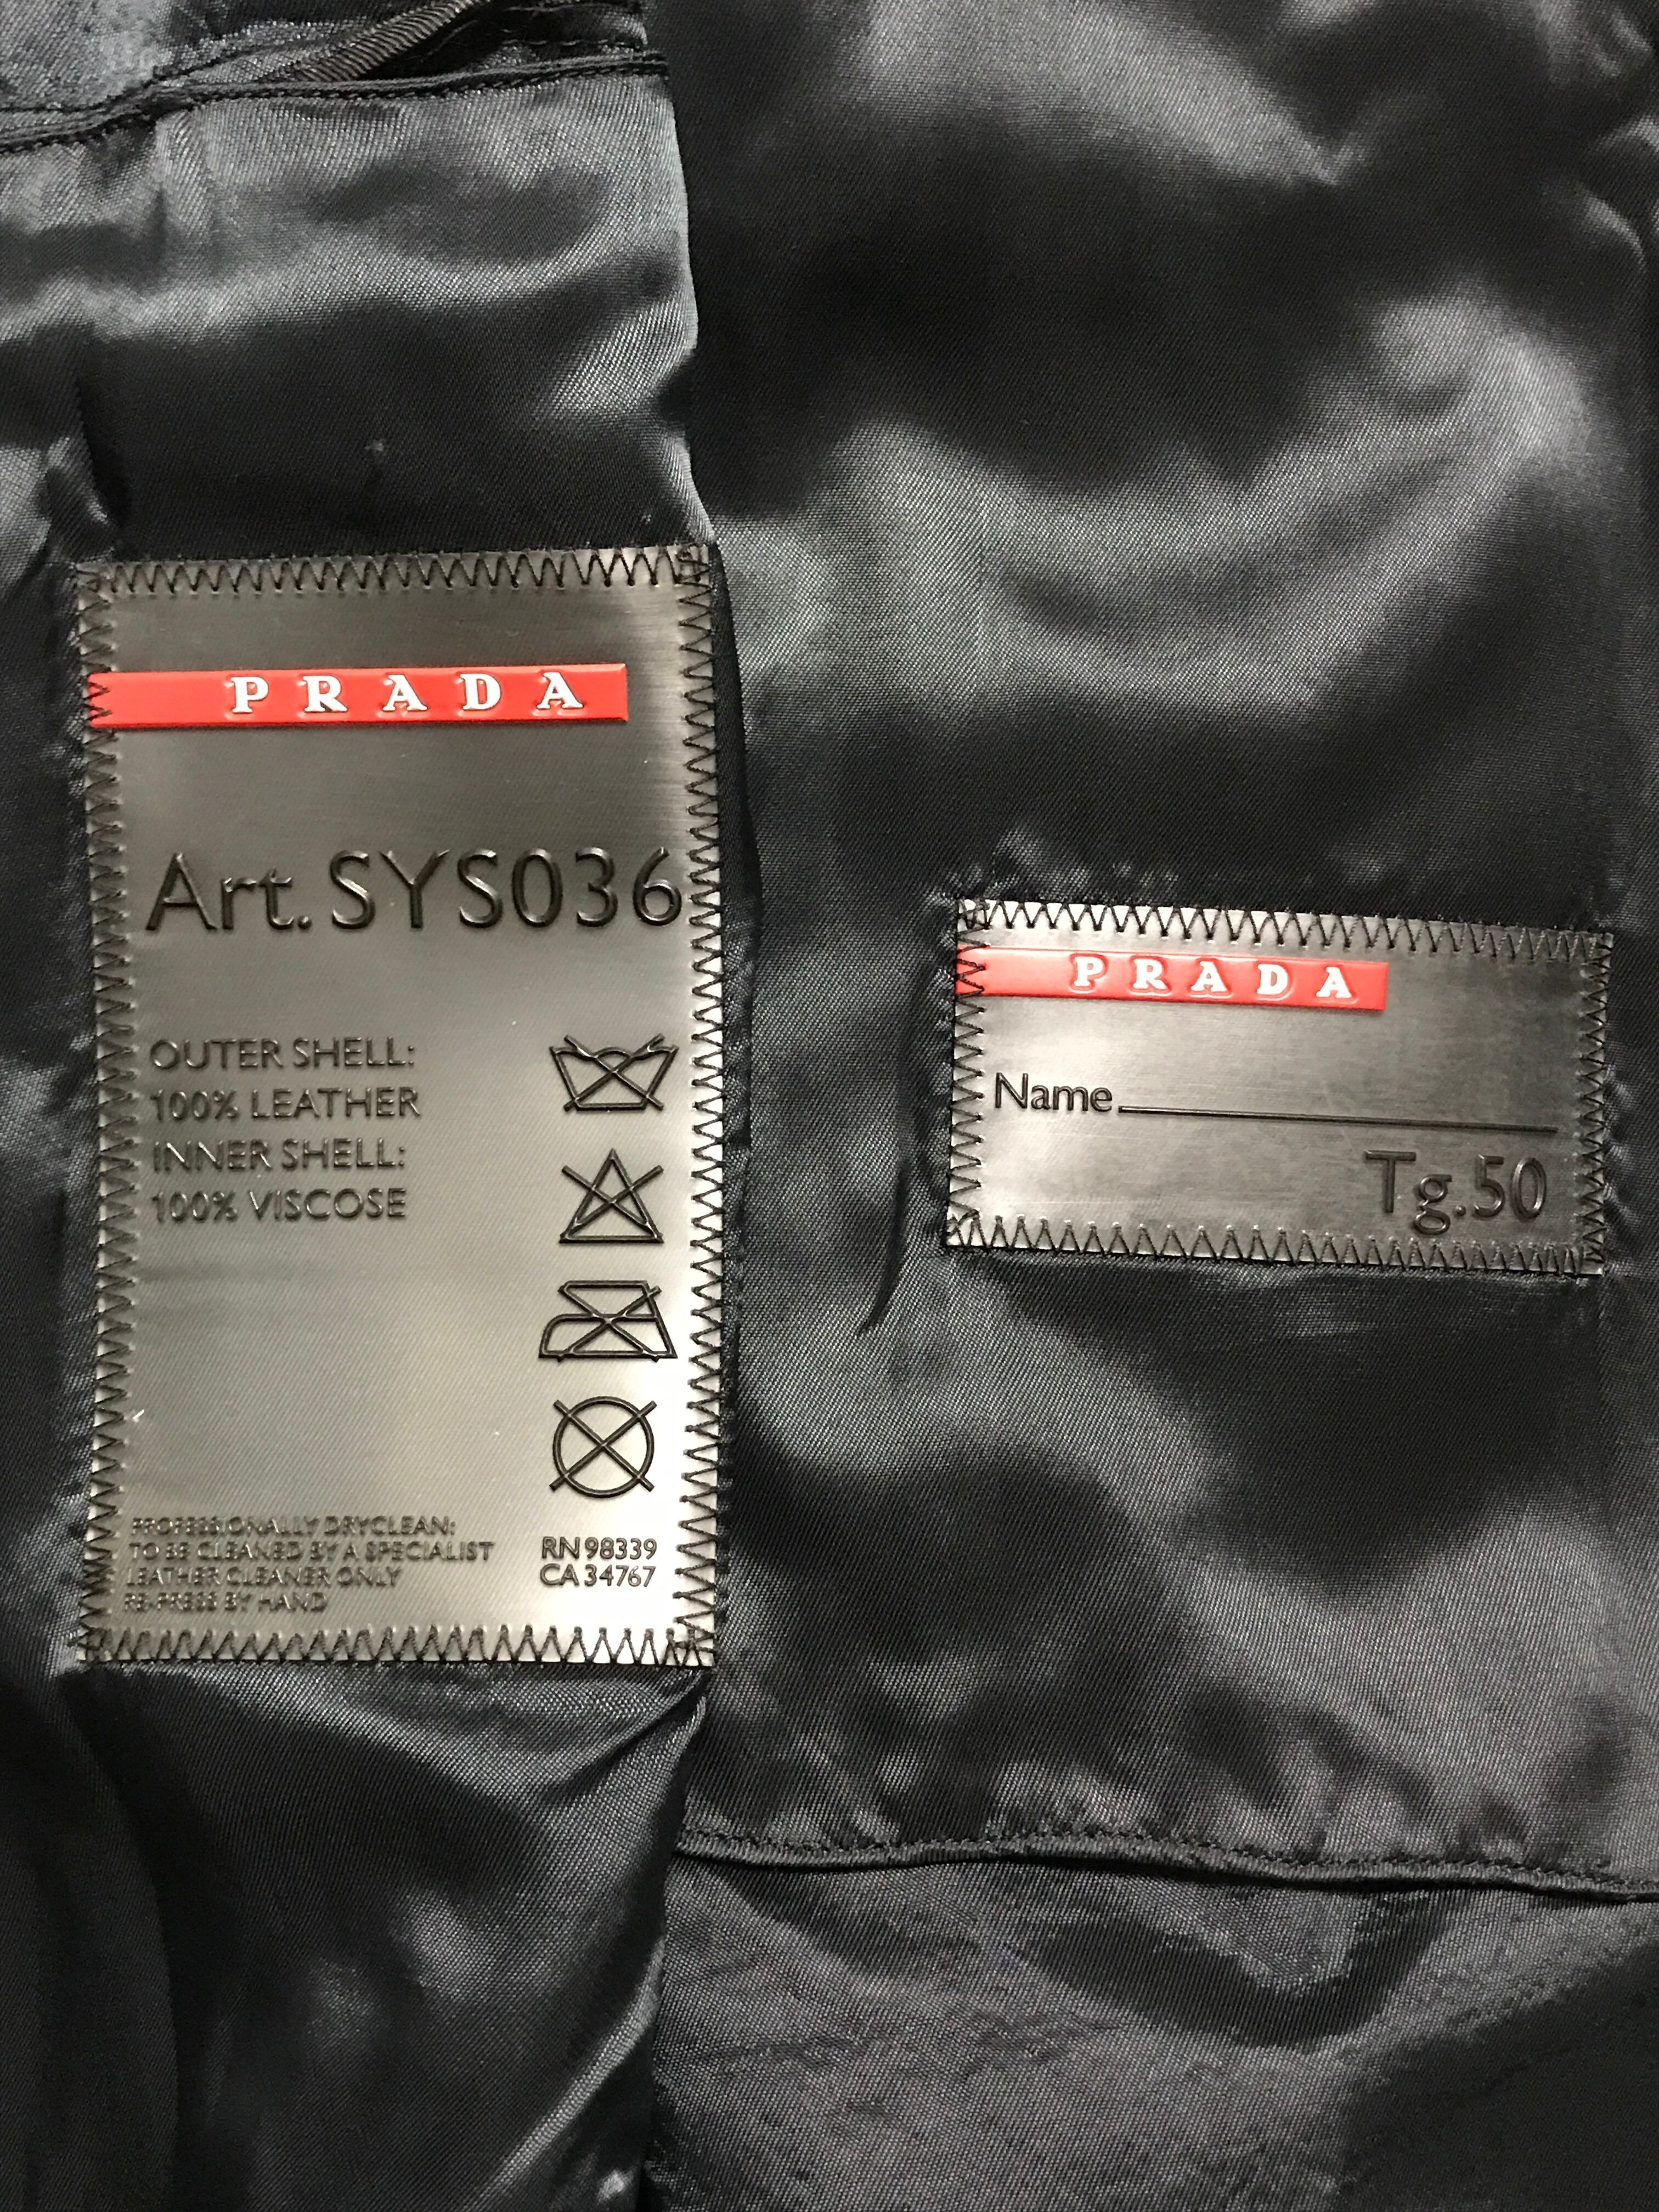 PRADA
Art. SYS036
OUTER SHELL:
100% LEATHER
INNER SHELL:
100% VISCOSE
PROFESSIONALLY DRYCLEAN:
TO BE CLEANED BY A SPECIALIST
LEATHER CLEANER ONLY
RE-PRESS BY HAND
RN 98339
CA 34767
PRADA
Name
Tg.50